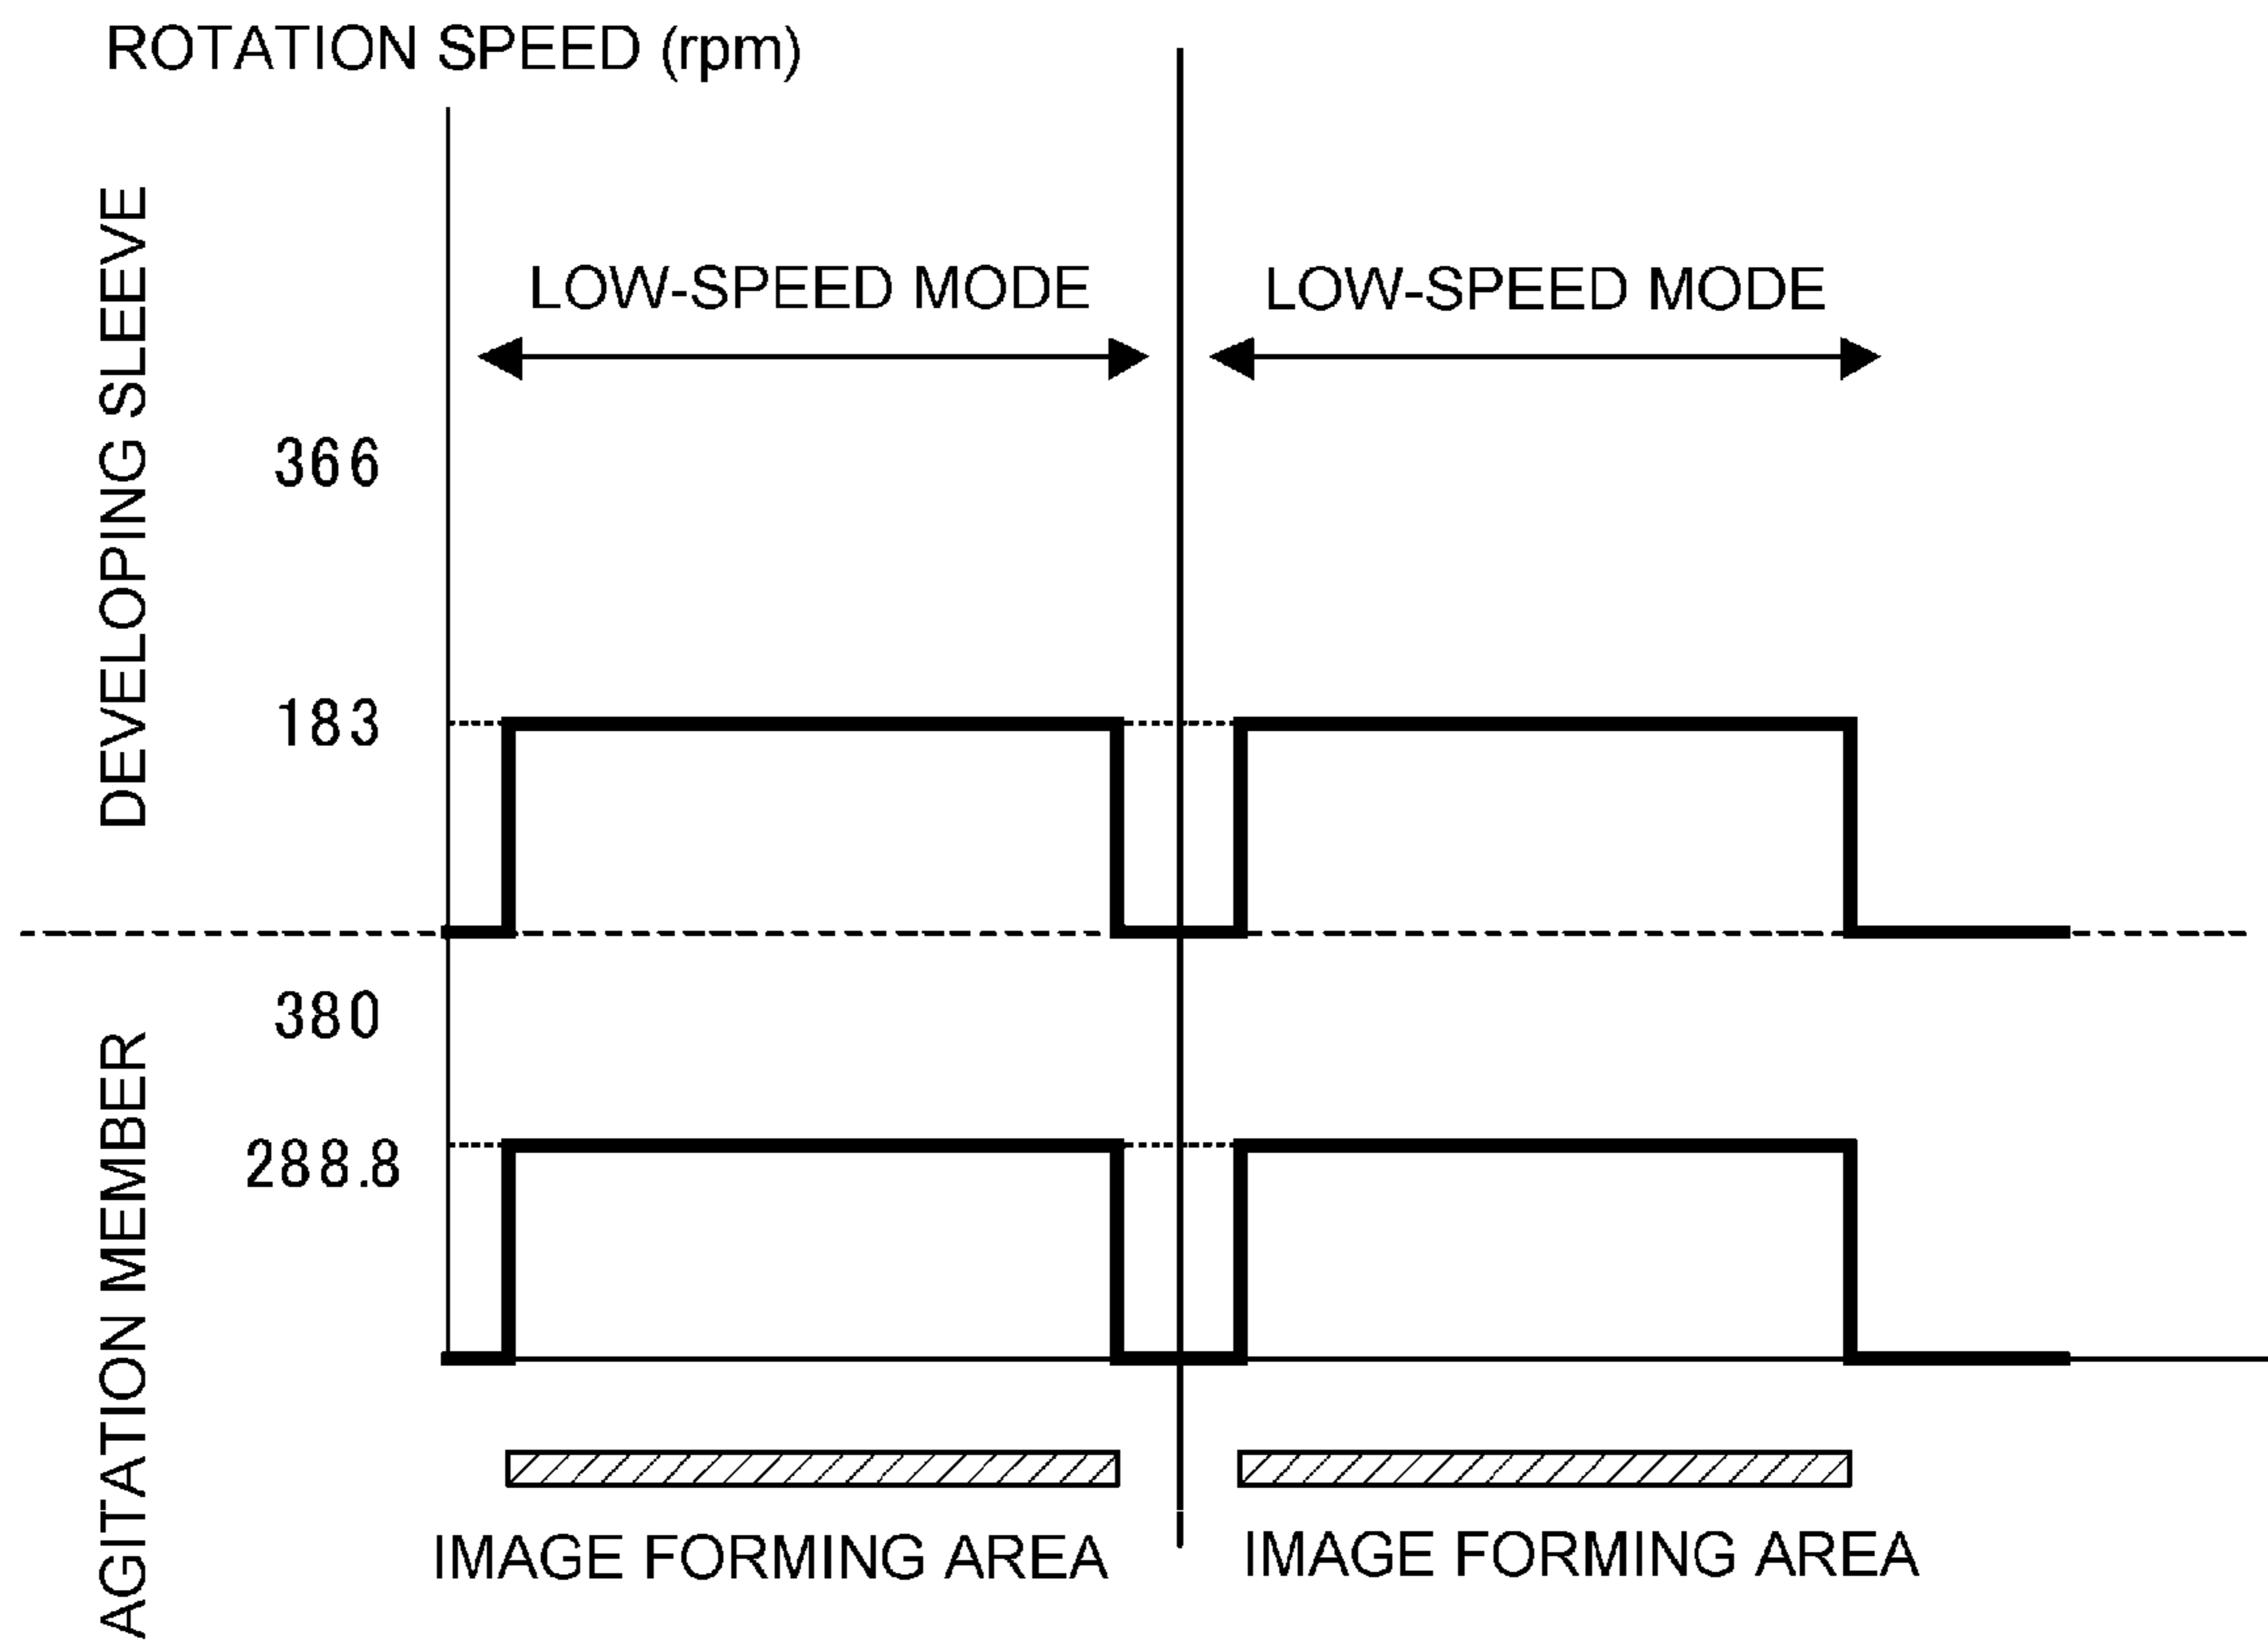 ROTATION SPEED (rpm)
DEVELOPING SLEEVE
LOW-SPEED MODE
LOW-SPEED MODE
366
183
AGITATION MEMBER
380
288.8
IMAGE FORMING AREA
IMAGE FORMING AREA